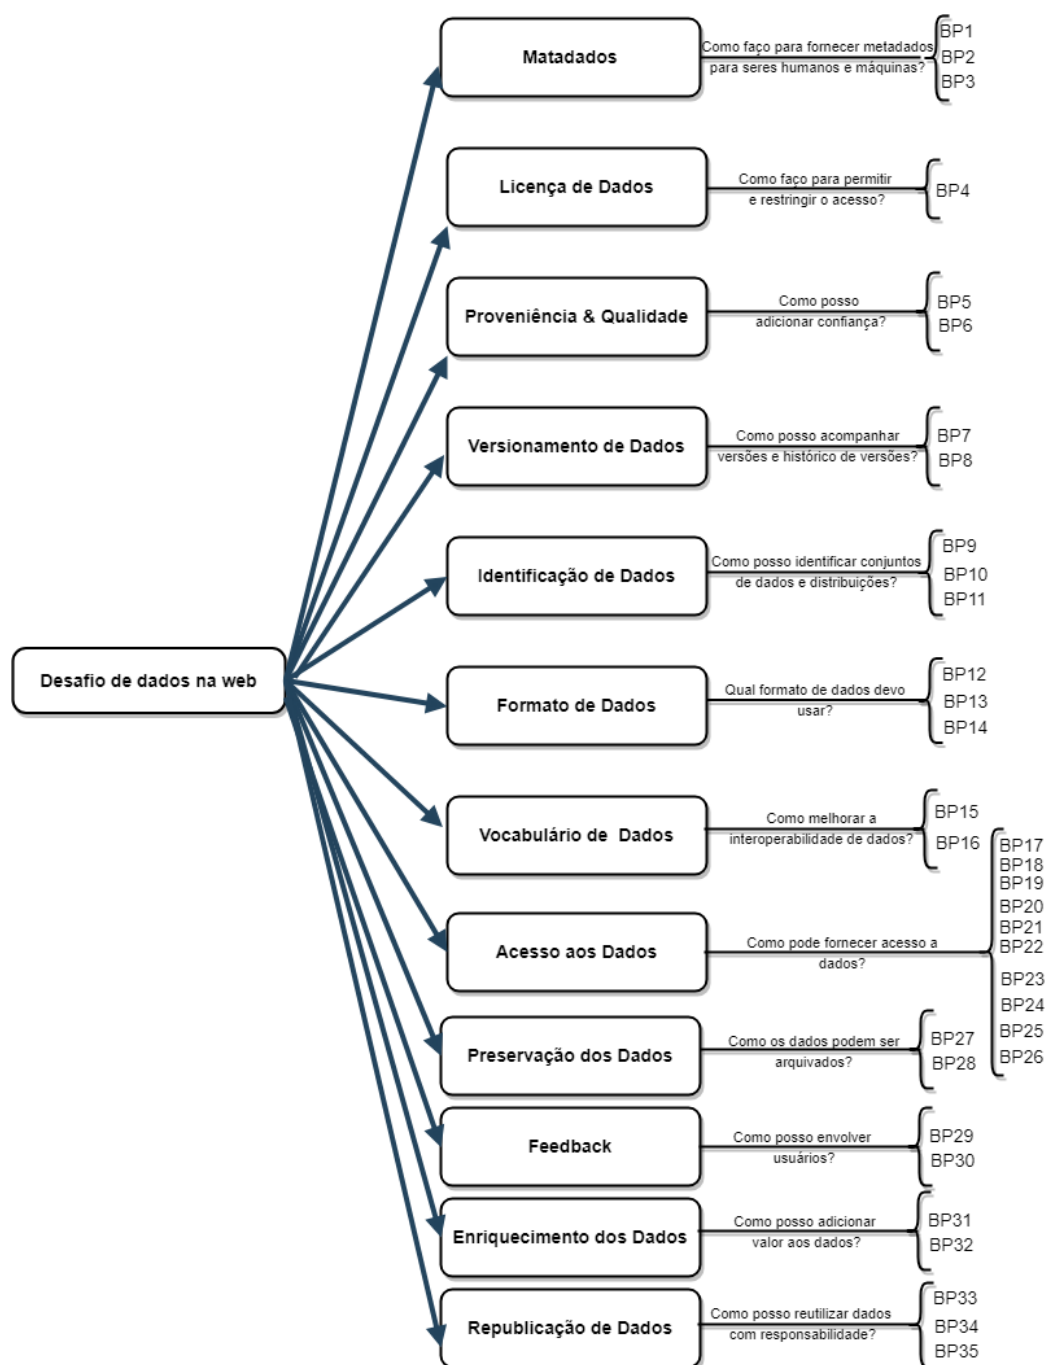 Matadados
Como faço para fornecer metadados
para seres humanos e máquinas?
BP1
BP2
BP3
Licença de Dados
Como faço para permitir
e restringir o acesso?
BP4
Proveniência & Qualidade
Como posso
adicionar confiança?
BP5
BP6
Versionamento de Dados
Como posso acompanhar
versões e histórico de versões?
BP7
BP8
Identificação de Dados
Como posso identificar conjuntos
de dados e distribuições?
BP9
BP10
BP11
Desafio de dados na web
Formato de Dados
Qual formato de dados devo
usar?
BP12
BP13
BP14
Vocabulário de Dados
Como melhorar a
interoperabilidade de dados?
BP15
BP16
Acesso aos Dados
Como pode fornecer acesso a
dados?
BP17
BP18
BP19
BP20
BP21
BP22
BP23
BP24
BP25
BP26
Preservação dos Dados
Como os dados podem ser
arquivados?
BP27
BP28
Feedback
Como posso envolver
usuários?
BP29
BP30
Enriquecimento dos Dados
Como posso adicionar
valor aos dados?
BP31
BP32
Republicação de Dados
Como posso reutilizar dados
com responsabilidade?
BP33
BP34
BP35